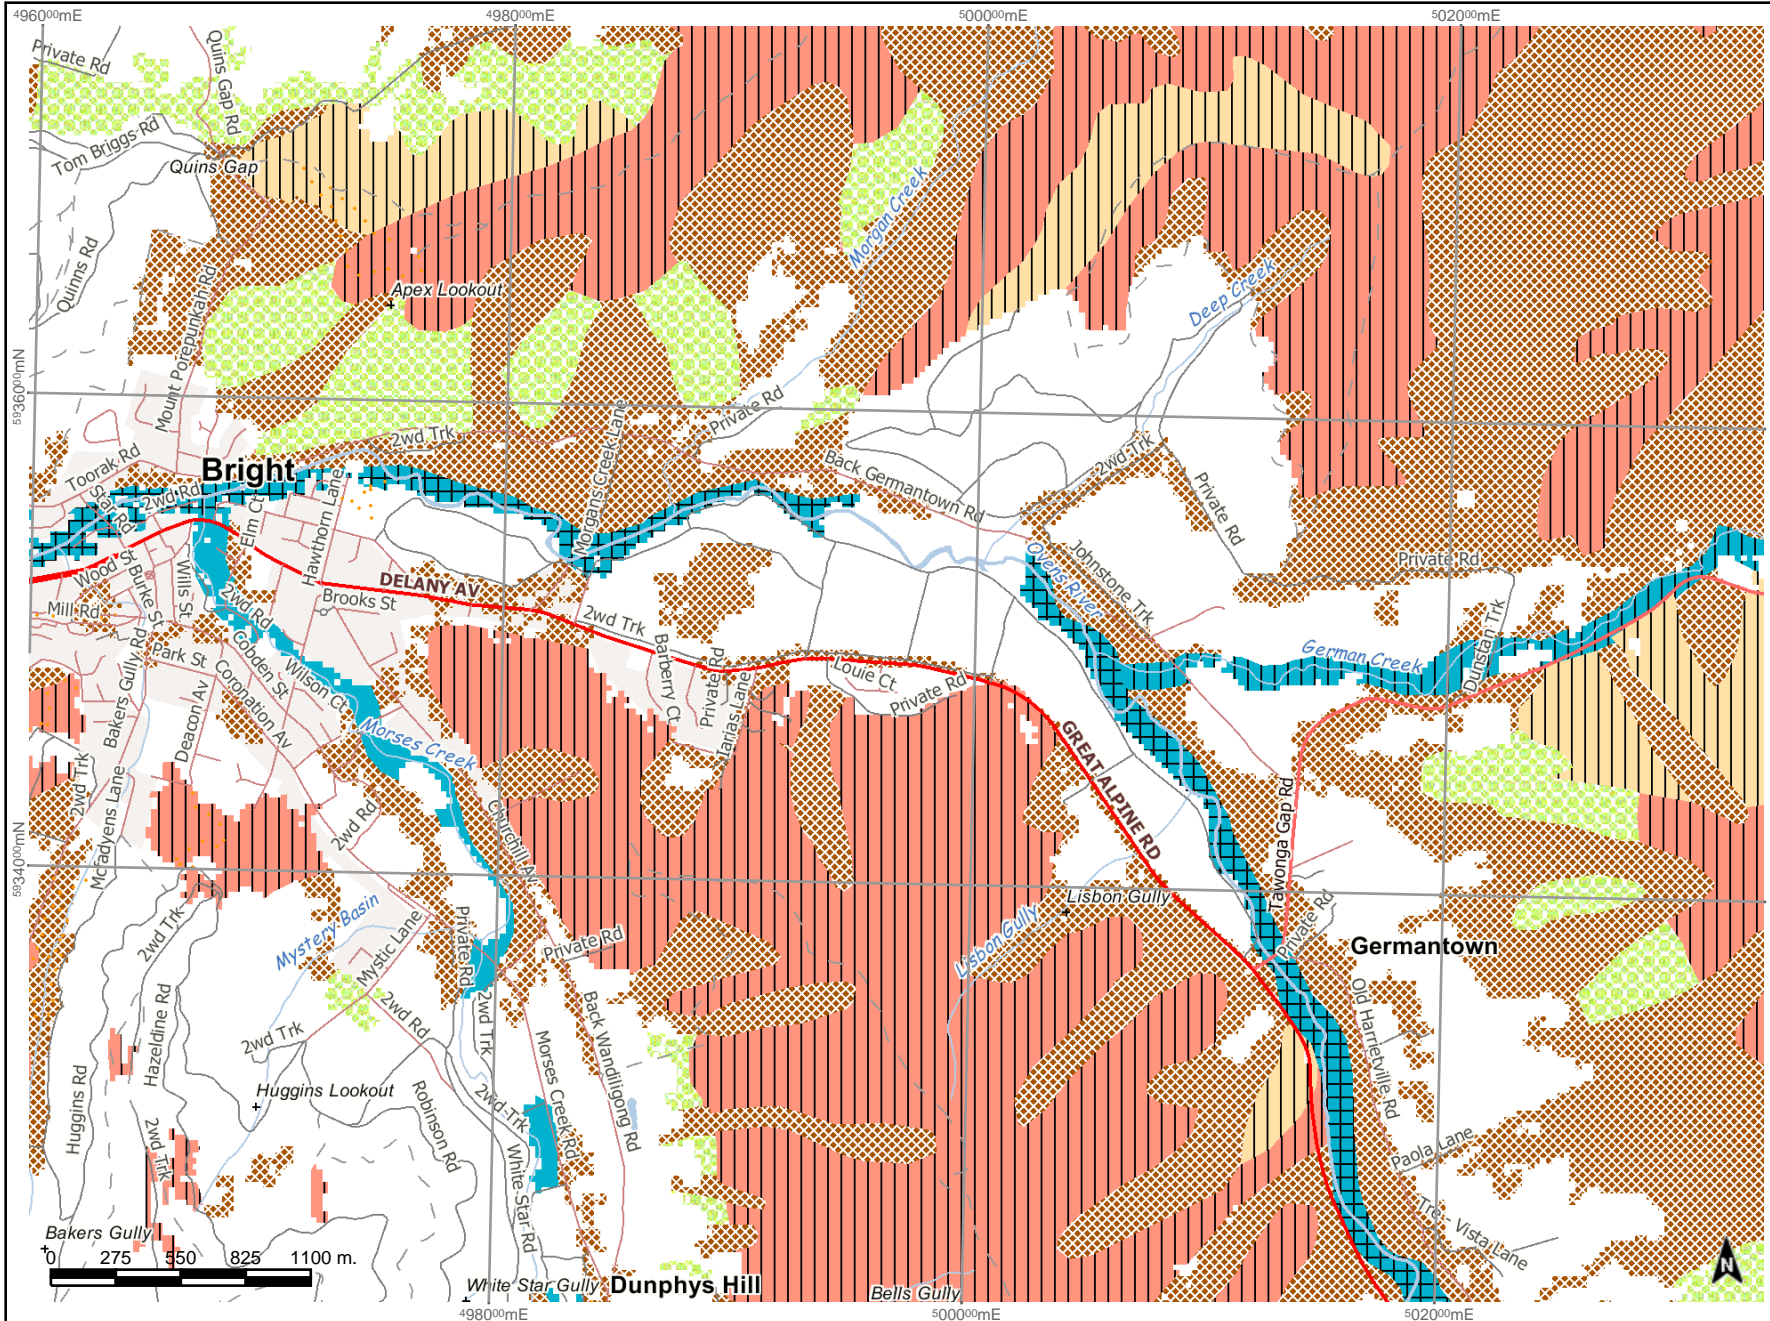 496000mE
498000mE
500000mE
502000mE
Private Rd
Quins Gap Rd
Tom Briggs Rd
Quins Gap
Morgan Creek
Quins Rd
Mount Porepunkah Rd
Apex Lookout
Deep Creek
5936000mN
2wd Trk
Morgans Creek Lane
Private Rd
Toorak Rd
Bright
Back Germantown Rd
2wd Trk
Private Rd
Star Rd
2wd Rd
Elm Ct
Hawthorn Lane
Wood St
Burke St
Wills St
DELANY AV
Brooks St
Mill Rd
2wd Rd
2wd Trk
Ovens River
Johnstone Trk
Private Rd
Dunstan Trk
German Creek
Park St
Cobden St
Wilson Ct
Coronation Av
Deacon Av
Bakers Gully Rd
Barberry Ct
Private Rd
Louie Ct
Private Rd
Morses Creek
GREAT ALPINE RD
2wd Trk
Mcfadyens Lane
2wd Rd
Churchill Av
Tawonga Gap Rd
5934000mN
Lisbon Gully
Lisbon Gully
Mystery Basin
2wd Trk
Mystic Lane
Private Rd
Private Rd
Private Rd
Germantown
Hazeldine Rd
2wd Rd
2wd Trk
Back Wandiligong Rd
Old Harrietville Rd
2wd Trk
Huggins Rd
Huggins Lookout
Robinson Rd
2wd Trk
Morses Creek Rd
2wd Trk
White Star Rd
Paola Lane
Tre - Vista Lane
Bakers Gully
0 275 550 825 1100 m.
White Star Gully
Dunphys Hill
Bells Gully
N
498000mE
500000mE
502000mE